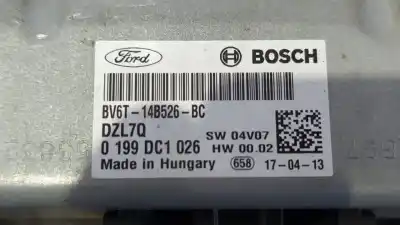 Ford
BOSCH
BV6T-14B526-BC
DZL7Q
SW 04V07
0 199 DC1 026
HW 00.02
Made in Hungary
658
17-04-13